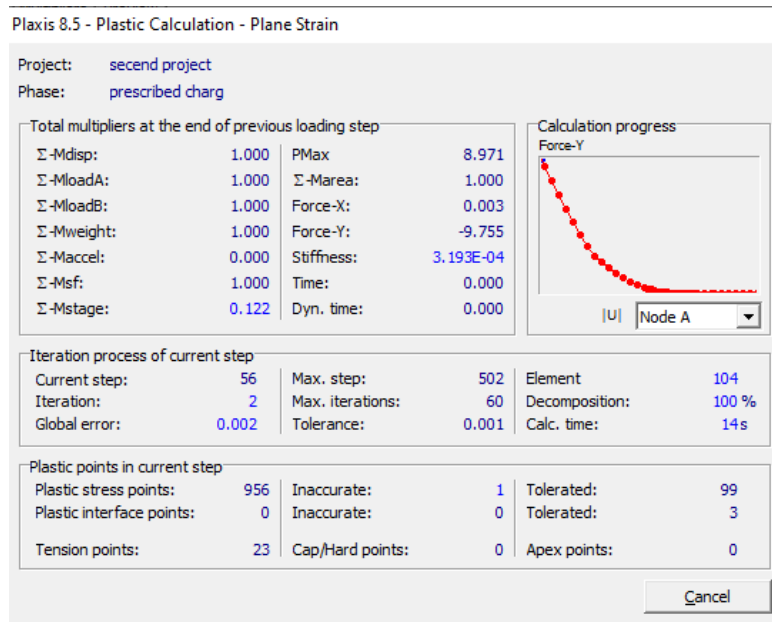 Plaxis 8.5 - Plastic Calculation - Plane Strain
Project: secend project
Phase: prescribed charg
Total multipliers at the end of previous loading step
Σ-Mdisp: 1.000 PMax 8.971
Σ-MloadA: 1.000 Σ-Marea: 1.000
Σ-MloadB: 1.000 Force-X: 0.003
Σ-Mweight: 1.000 Force-Y: -9.755
Σ-Maccel: 0.000 Stiffness: 3.193E-04
Σ-Msf: 1.000 Time: 0.000
Σ-Mstage: 0.122 Dyn. time: 0.000
Calculation progress
Force-Y
|U| Node A
Iteration process of current step
Current step: 56 Max. step: 502 Element 104
Iteration: 2 Max. iterations: 60 Decomposition: 100 %
Global error: 0.002 Tolerance: 0.001 Calc. time: 14 s
Plastic points in current step
Plastic stress points: 956 Inaccurate: 1 Tolerated: 99
Plastic interface points: 0 Inaccurate: 0 Tolerated: 3
Tension points: 23 Cap/Hard points: 0 Apex points: 0
Cancel